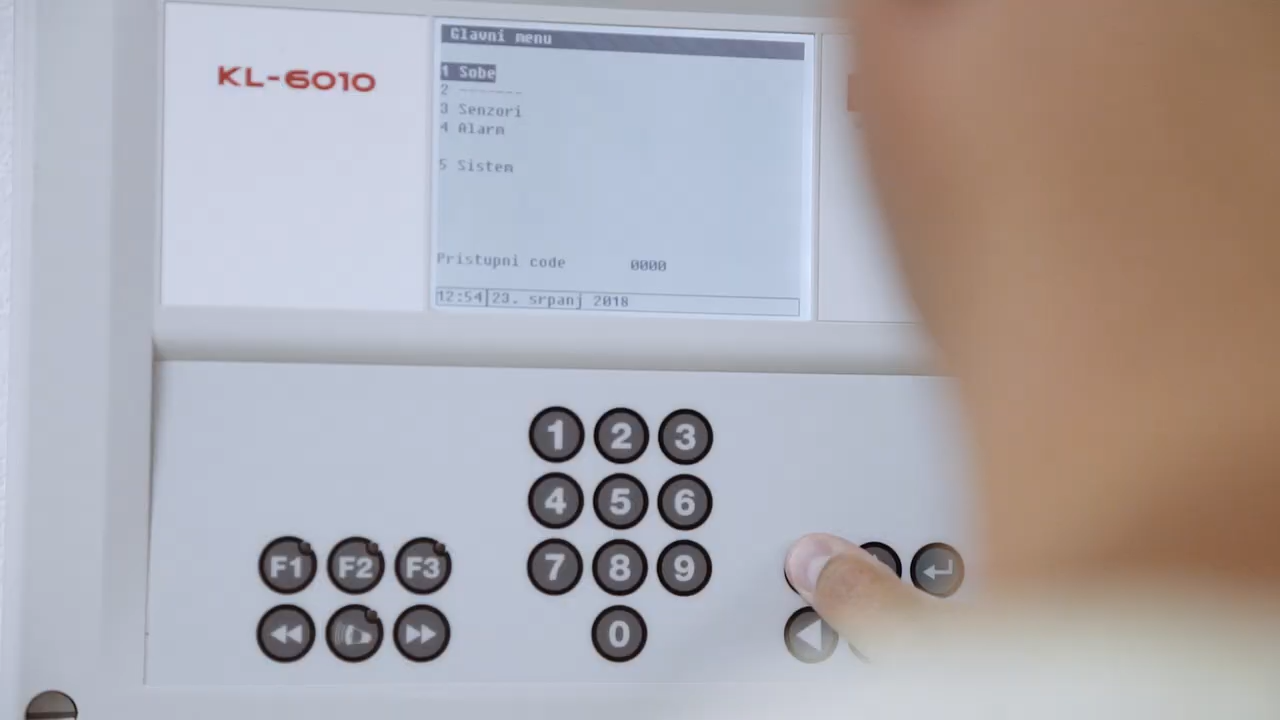 KL-6010
Glavni menu
1 Sobe
2 -------
3 Senzori
4 Alarm
5 Sistem
Pristupni code 0000
12:54 23. srpanj 2018
1 2 3
4 5 6
F1 F2 F3 7 8 9
0